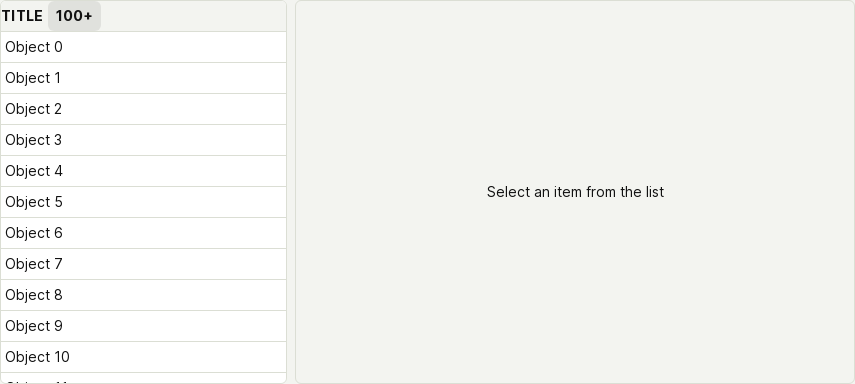 TITLE 100+
Object 0
Object 1
Object 2
Object 3
Object 4
Object 5
Object 6
Object 7
Object 8
Object 9
Object 10
Select an item from the list